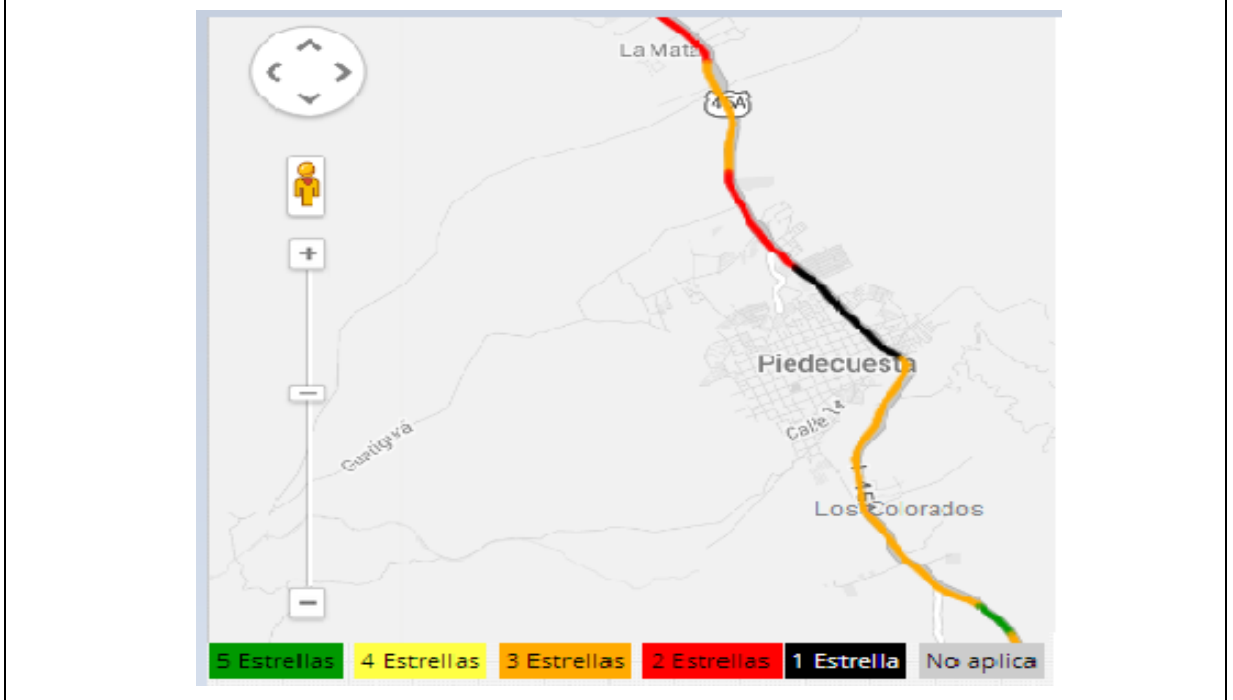 La Mata
45A
Piedecuesta
Calle 14
Guatiguará
Los Colorados
5 Estrellas
4 Estrellas
3 Estrellas
2 Estrellas
1 Estrella
No aplica